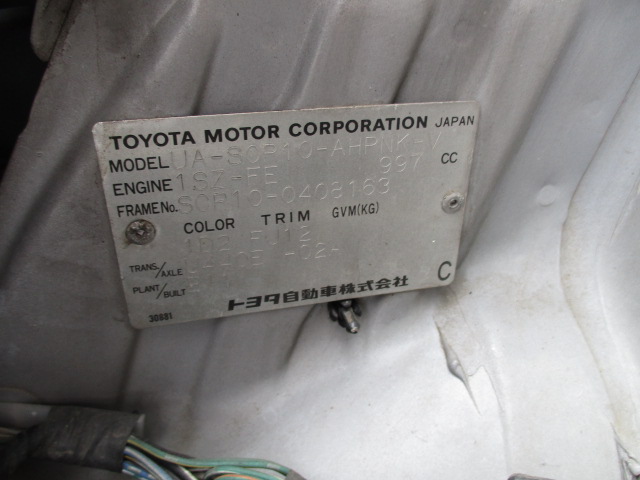 TOYOTA MOTOR CORPORATION JAPAN
MODEL UA-SCP10-AHPNK-V
ENGINE 1SZ-FE 997 CC
FRAME No. SCP10-0408163
COLOR TRIM GVM(KG)
FJ12
TRANS./AXLE -02A
PLANT/BUILT
トヨタ自動車株式会社 C
30881